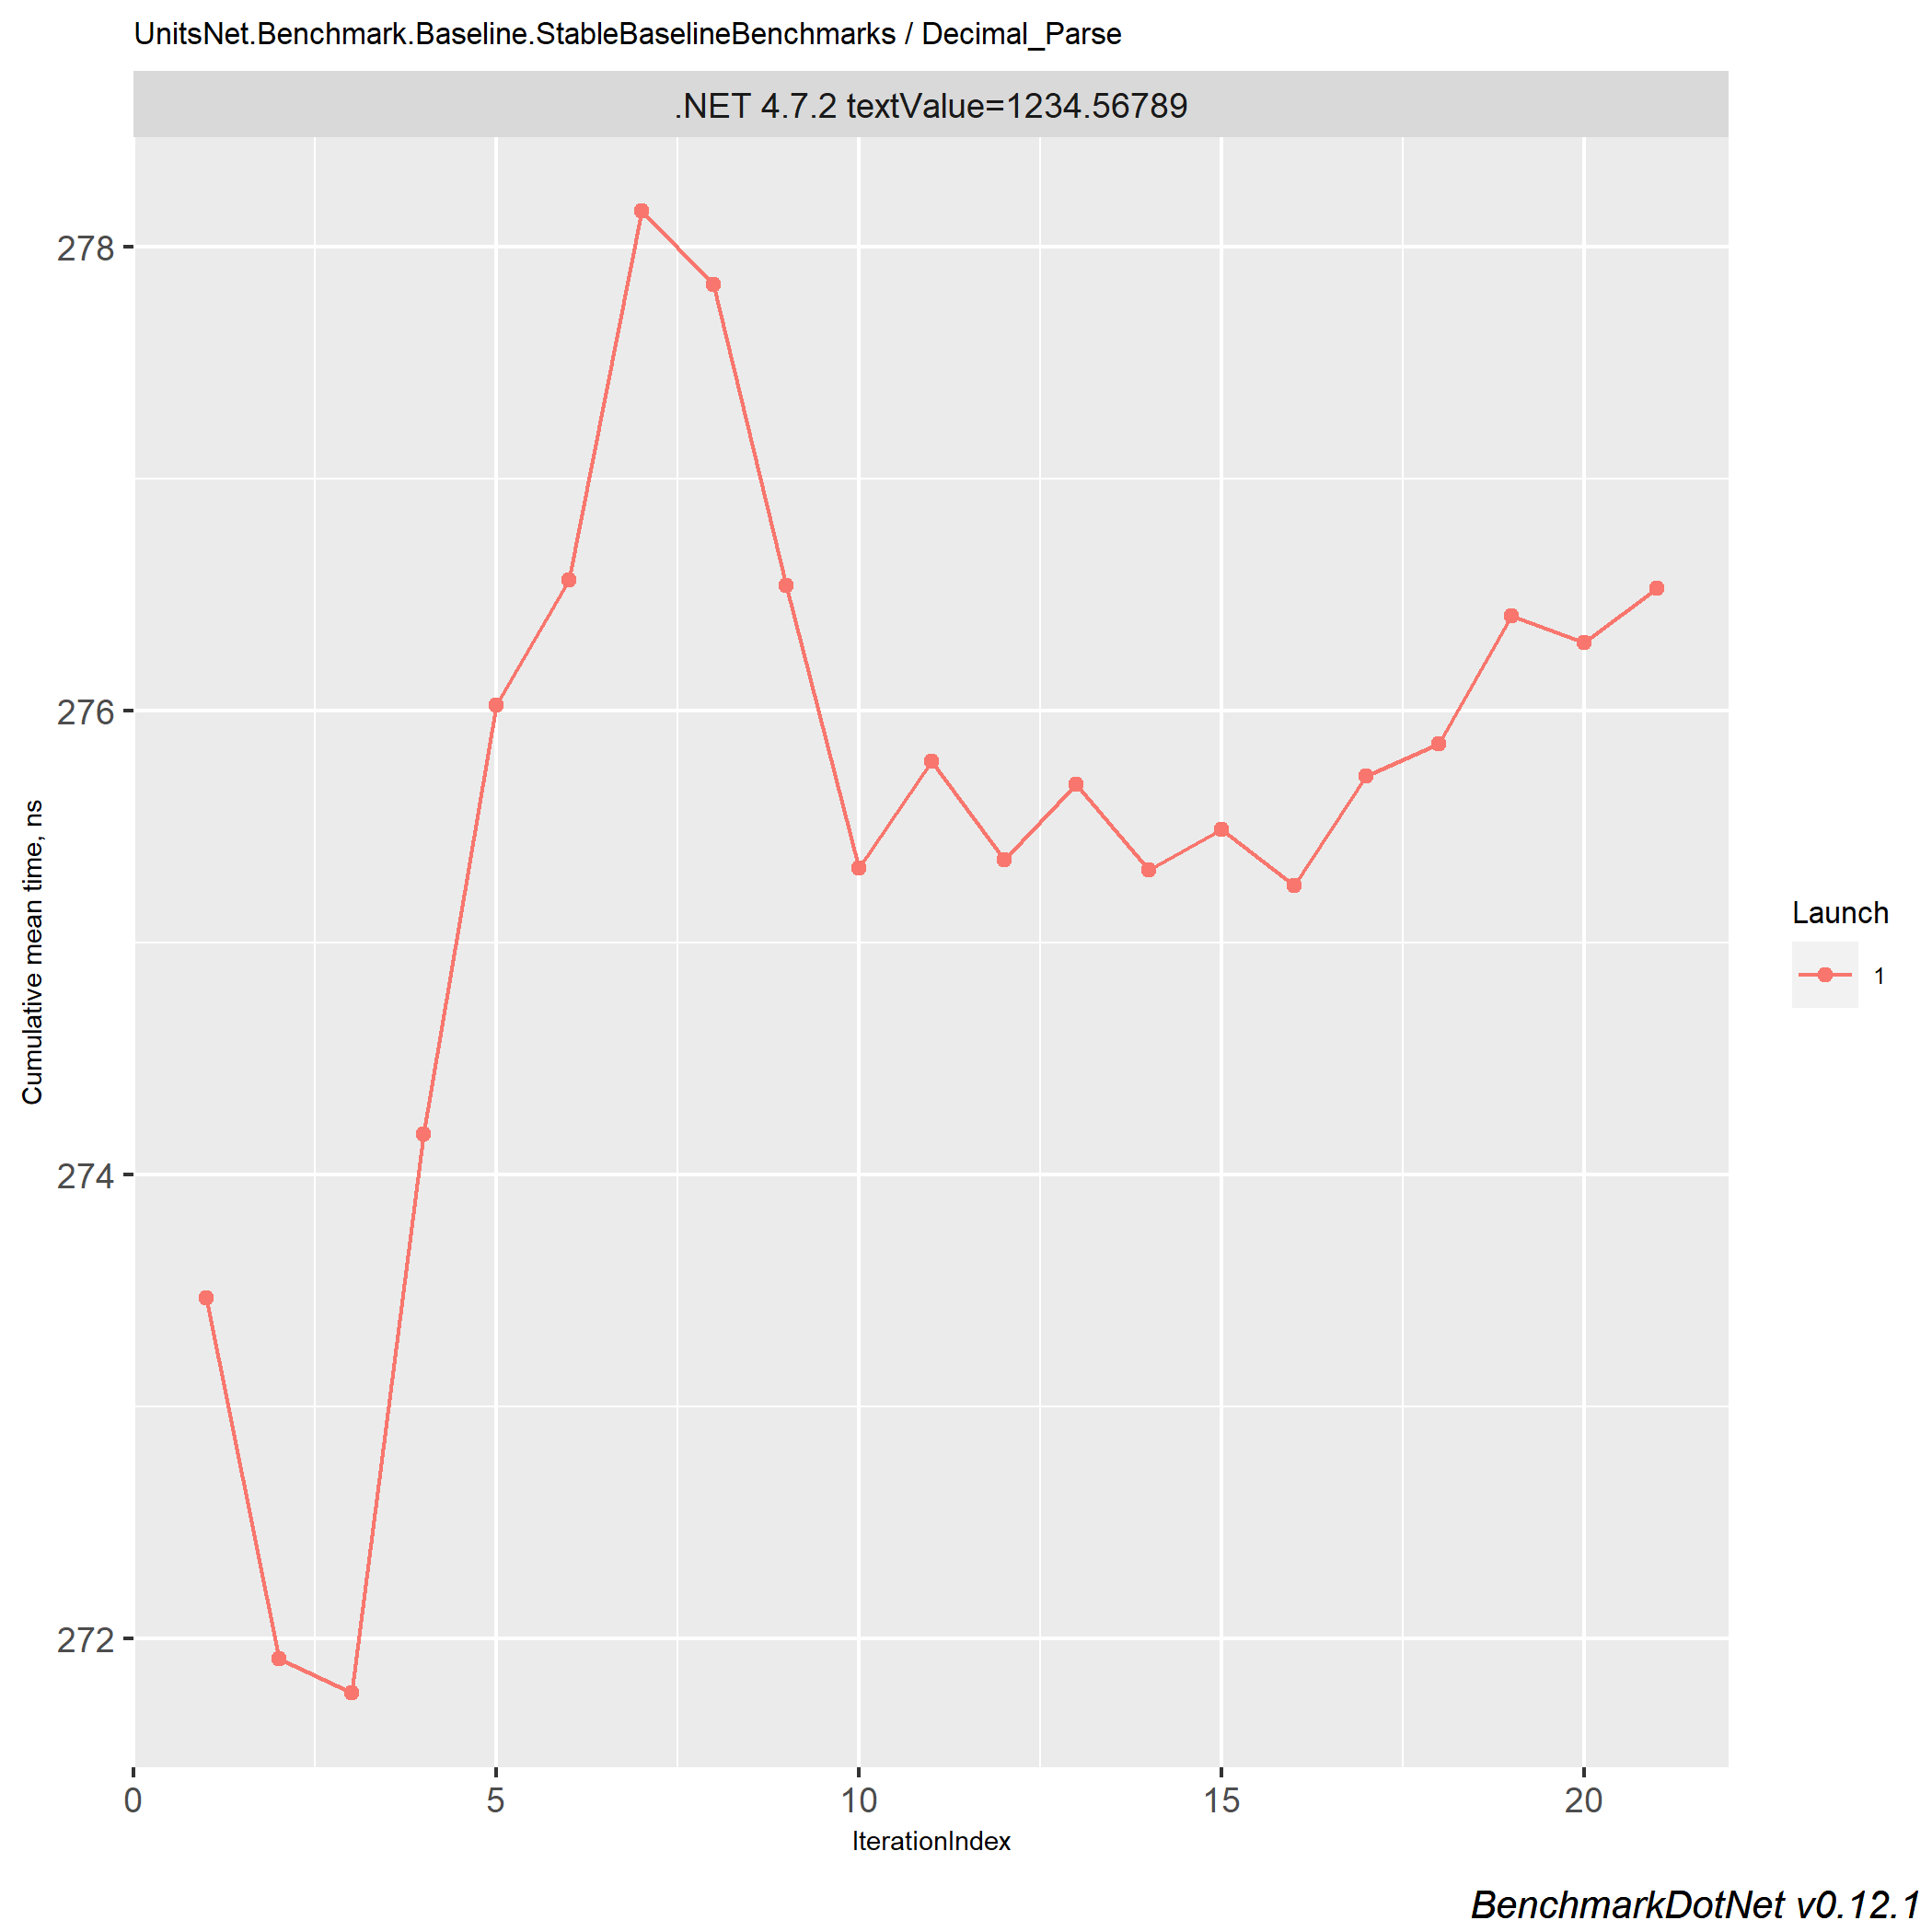 UnitsNet.Benchmark.Baseline.StableBaselineBenchmarks / Decimal_Parse
.NET 4.7.2 textValue=1234.56789
278
276
274
272
Cumulative mean time, ns
0 5 10 15 20
IterationIndex
Launch
1
BenchmarkDotNet v0.12.1